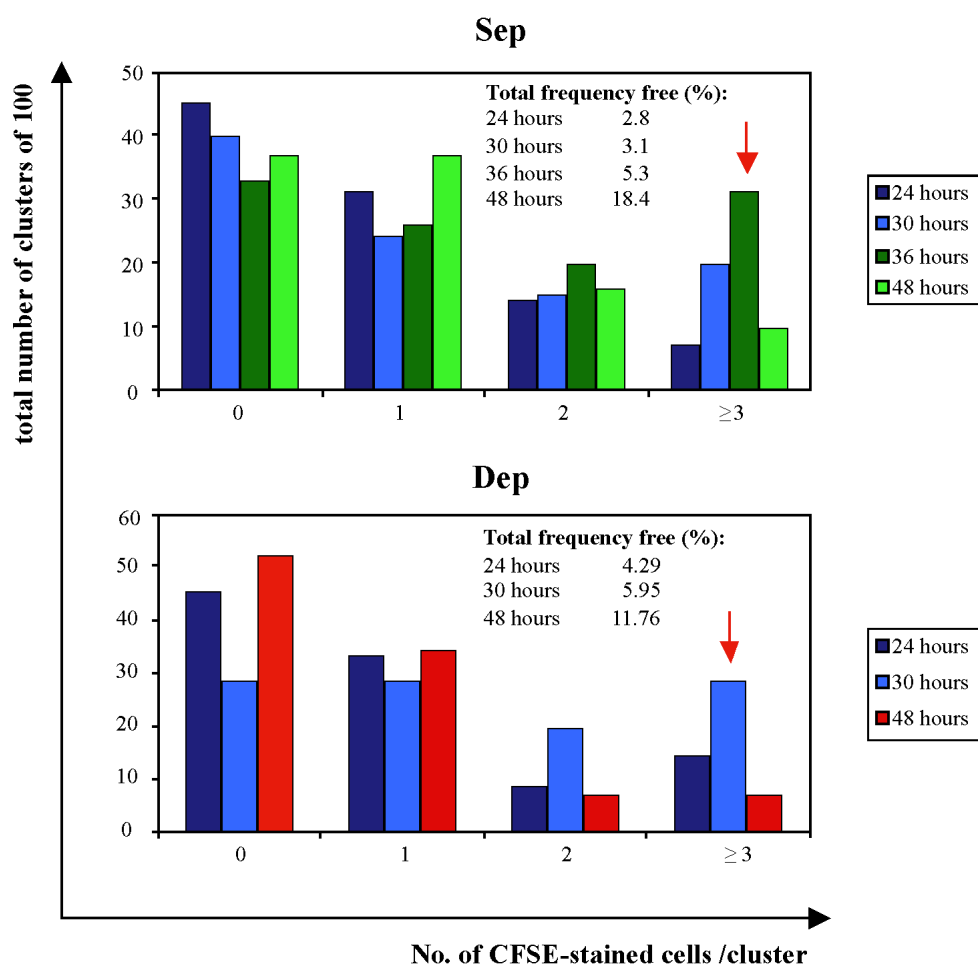 Sep
total number of clusters of 100
50
40
30
20
10
0
Total frequency free (%):
24 hours 2.8
30 hours 3.1
36 hours 5.3
48 hours 18.4
0 1 2 ≥3
24 hours
30 hours
36 hours
48 hours
Dep
60
50
40
30
20
10
0
Total frequency free (%):
24 hours 4.29
30 hours 5.95
48 hours 11.76
0 1 2 ≥3
24 hours
30 hours
48 hours
No. of CFSE-stained cells /cluster